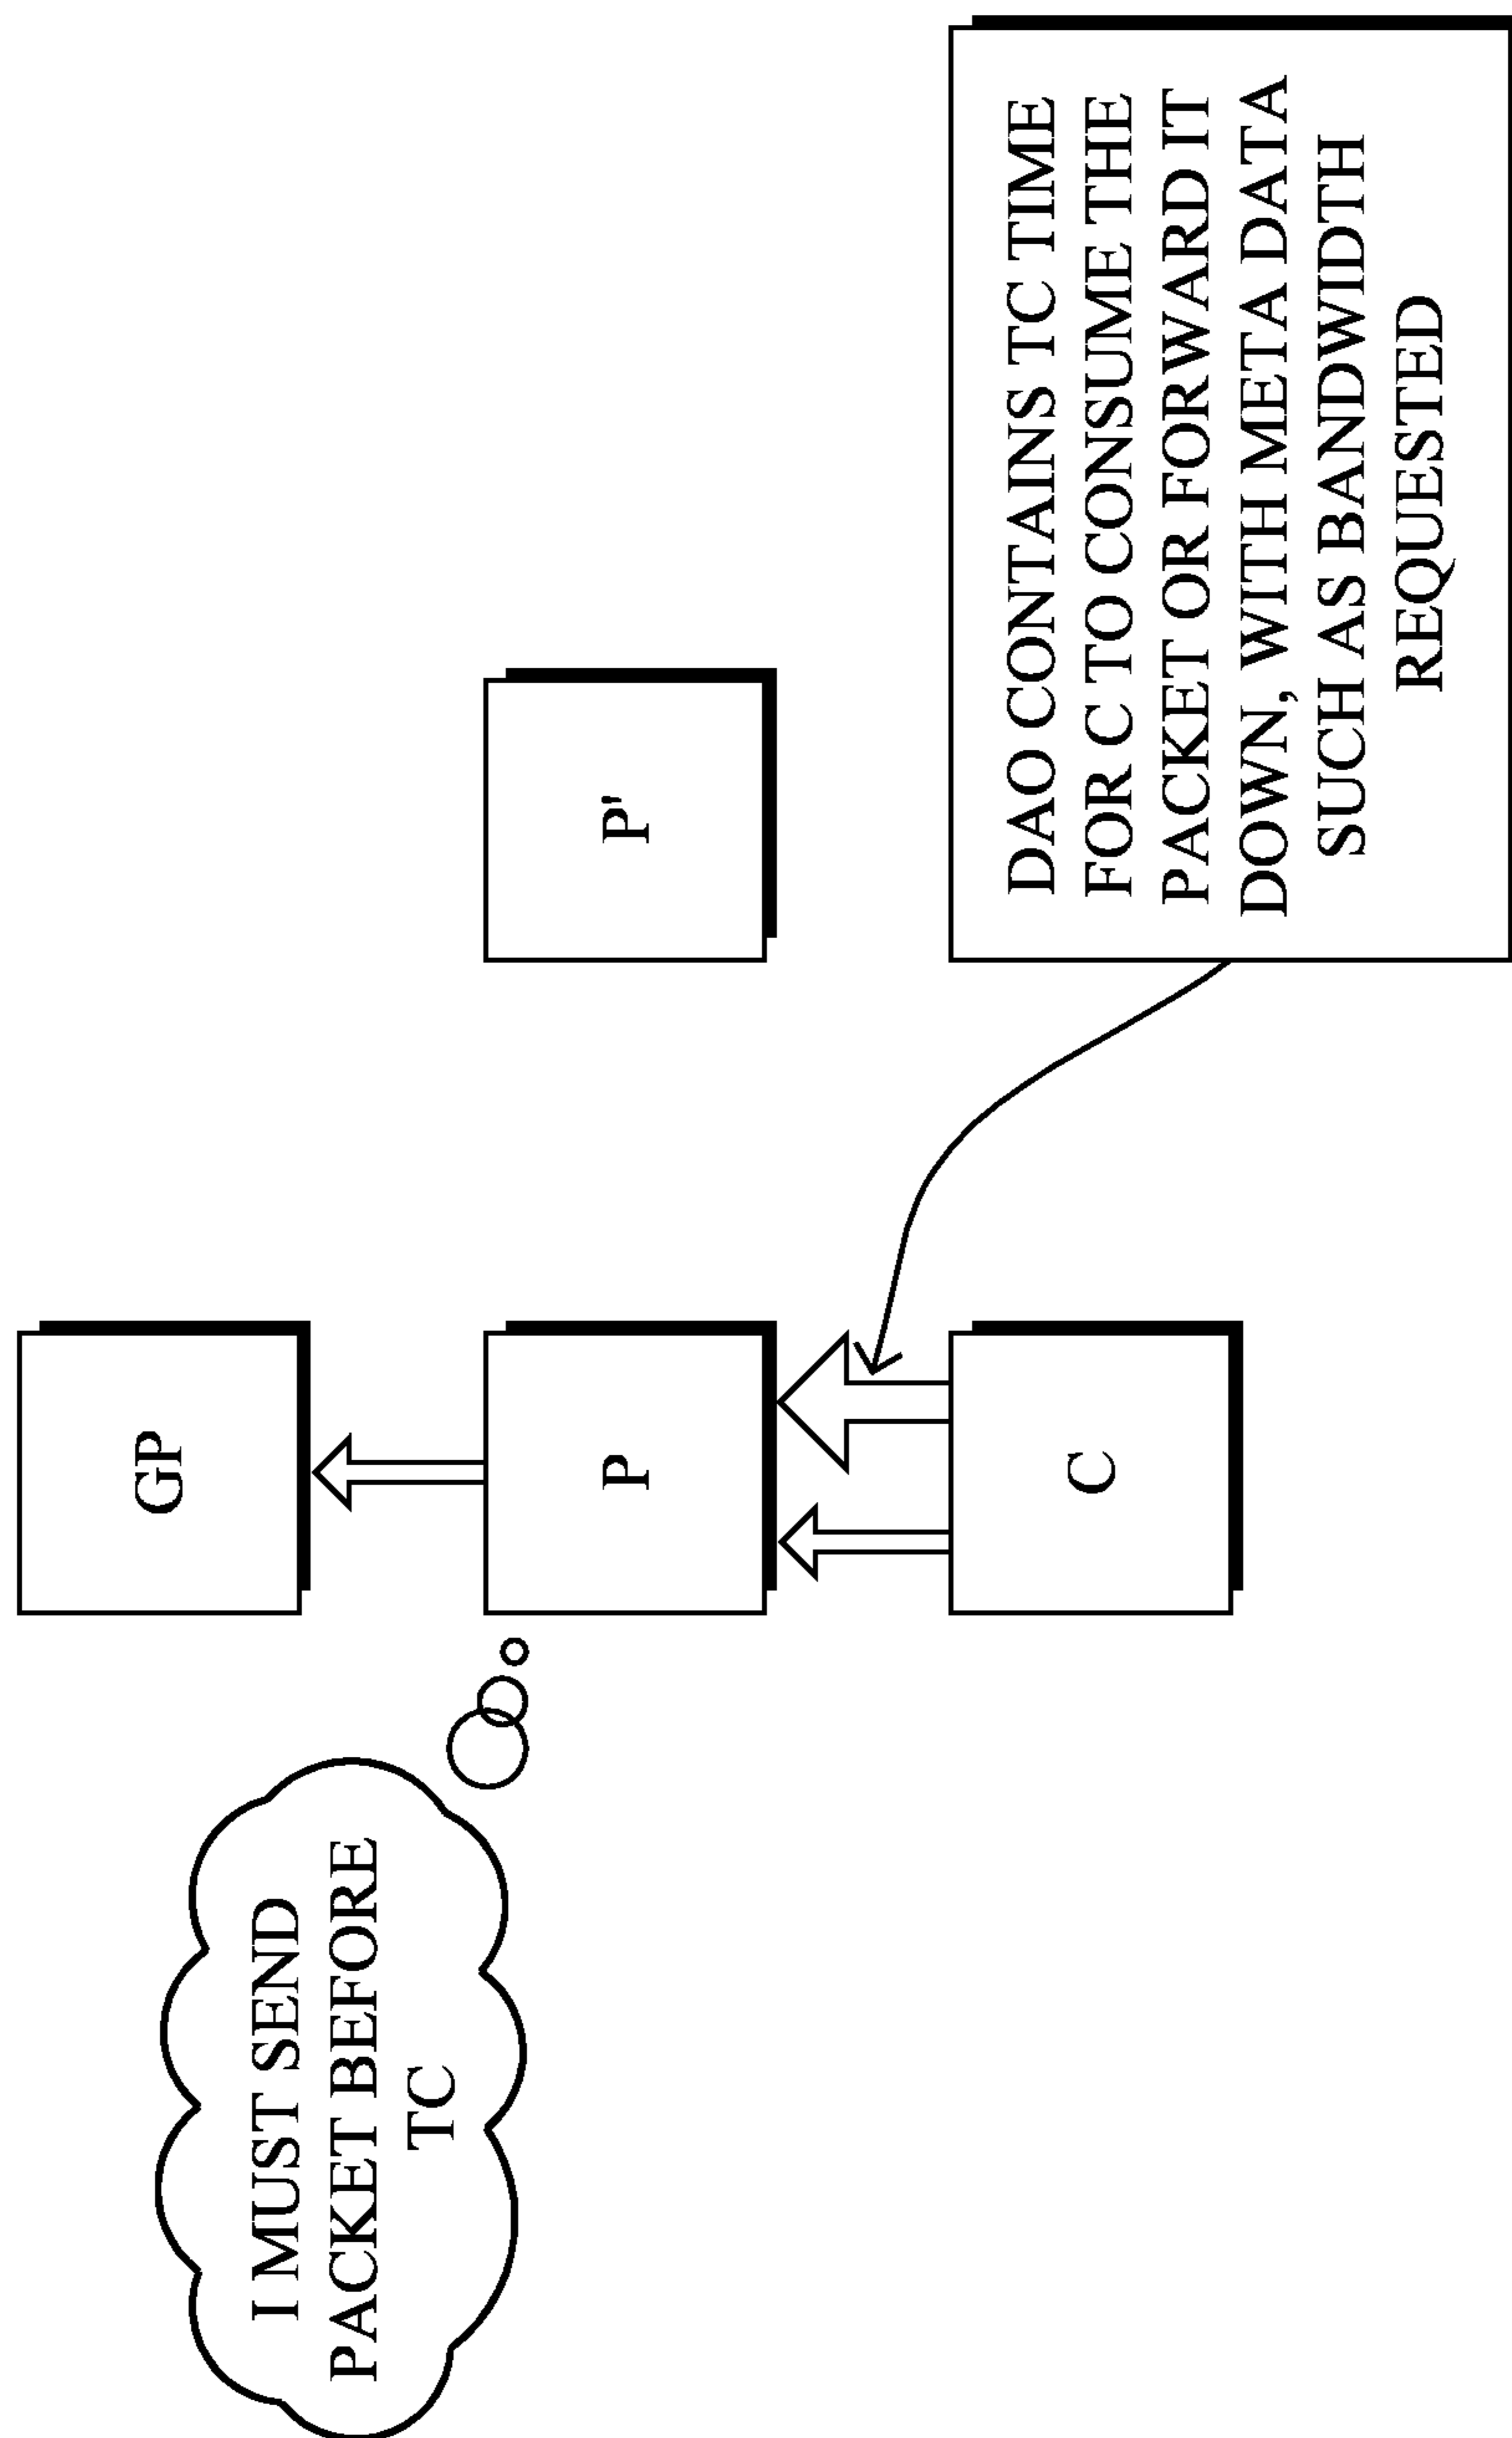 GP
I MUST SEND
PACKET BEFORE
TC
P
P'
C
DAO CONTAINS TC TIME
FOR C TO CONSUME THE
PACKET OR FORWARD IT
DOWN, WITH META DATA
SUCH AS BANDWIDTH
REQUESTED